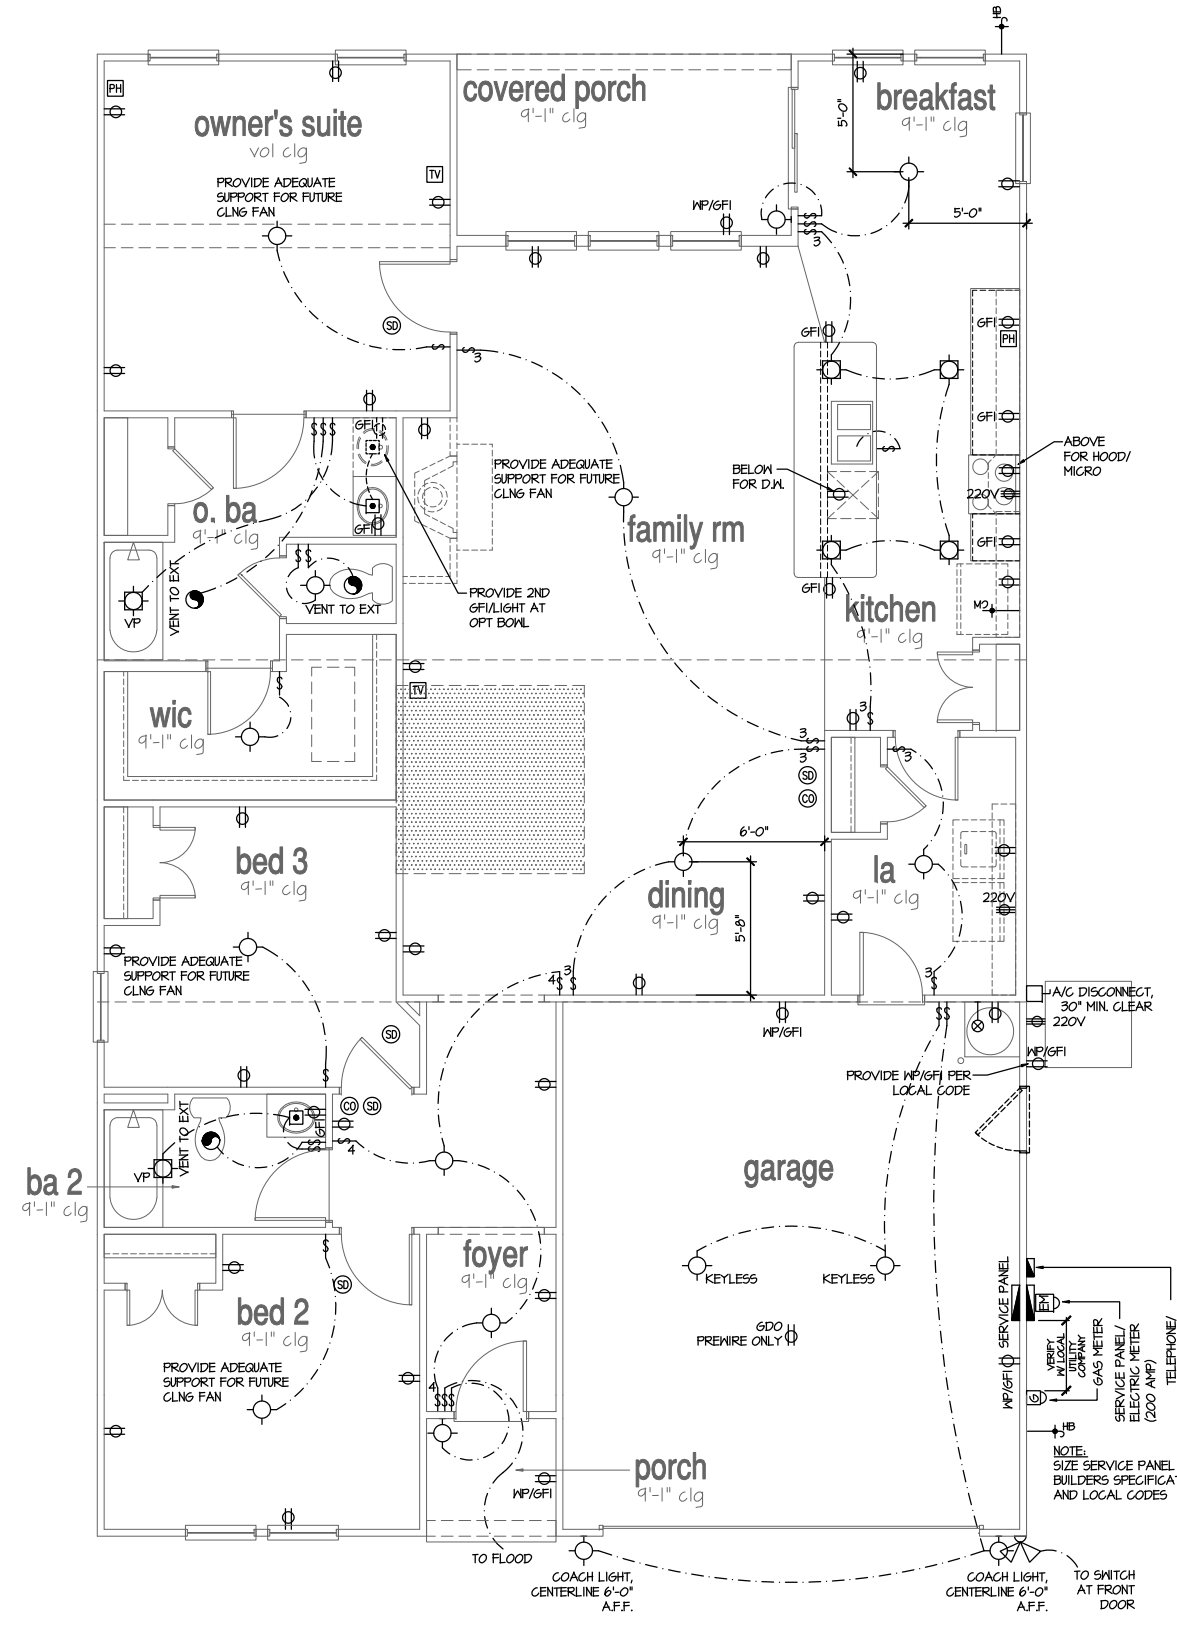 HB
PH
covered porch
9'-1" clg
breakfast
9'-1" clg
5'-0"
owner's suite
vol clg
TV
PROVIDE ADEQUATE
SUPPORT FOR FUTURE
CLNG FAN
WP/GFI
5'-0"
3
SD
3
GFI
GFI
PH
GFI
GFI
ABOVE
FOR HOOD/
MICRO
PROVIDE ADEQUATE
SUPPORT FOR FUTURE
CLNG FAN
BELOW
FOR D.W.
220V
o. ba
9'-1" clg
GFI
family rm
9'-1" clg
GFI
VENT TO EXT
VP
VENT TO EXT
PROVIDE 2ND
GFI/LIGHT AT
OPT BOWL
GFI
kitchen
9'-1" clg
TV
wic
9'-1" clg
3
3
3
3
SD
CO
6'-0"
bed 3
9'-1" clg
la
9'-1" clg
dining
9'-1" clg
5'-8"
220V
PROVIDE ADEQUATE
SUPPORT FOR FUTURE
CLNG FAN
4
3
3
A/C DISCONNECT,
30" MIN. CLEAR
220V
SD
WP/GFI
WP/GFI
PROVIDE WP/GFI PER
LOCAL CODE
CO
SD
VENT TO EXT
GFI
4
VP
ba 2
9'-1" clg
garage
foyer
9'-1" clg
KEYLESS
KEYLESS
SD
bed 2
9'-1" clg
GDO
PREWIRE ONLY
SERVICE PANEL
EM
VERIFY
W/ LOCAL
UTILITY
COMPANY
GAS METER
SERVICE PANEL/
ELECTRIC METER
(200 AMP)
TELEPHONE/
WP/GFI
G
PROVIDE ADEQUATE
SUPPORT FOR FUTURE
CLNG FAN
4
HB
NOTE:
SIZE SERVICE PANEL
BUILDERS SPECIFICAT
AND LOCAL CODES
porch
9'-1" clg
WP/GFI
TO FLOOD
COACH LIGHT,
CENTERLINE 6'-0"
A.F.F.
COACH LIGHT,
CENTERLINE 6'-0"
A.F.F.
TO SWITCH
AT FRONT
DOOR